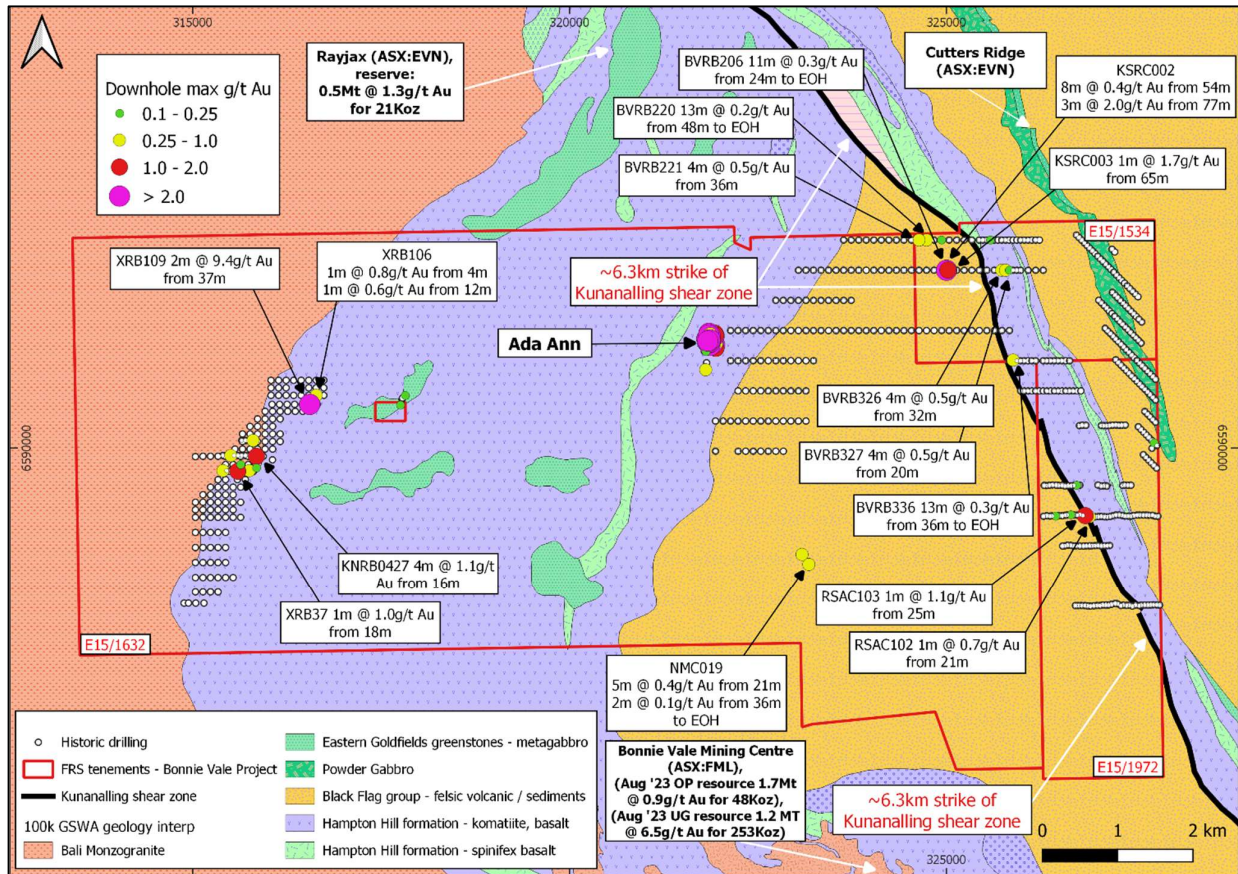 315000
320000
325000
Rayjax (ASX:EVN),
reserve:
0.5Mt @ 1.3g/t Au
for 21Koz
BVRB206 11m @ 0.3g/t Au
from 24m to EOH
Cutters Ridge
(ASX:EVN)
KSRC002
8m @ 0.4g/t Au from 54m
3m @ 2.0g/t Au from 77m
Downhole max g/t Au
0.1 - 0.25
0.25 - 1.0
1.0 - 2.0
> 2.0
BVRB220 13m @ 0.2g/t Au
from 48m to EOH
BVRB221 4m @ 0.5g/t Au
from 36m
KSRC003 1m @ 1.7g/t Au
from 65m
E15/1534
XRB109 2m @ 9.4g/t Au
from 37m
XRB106
1m @ 0.8g/t Au from 4m
1m @ 0.6g/t Au from 12m
~6.3km strike of
Kunanalling shear zone
Ada Ann
BVRB326 4m @ 0.5g/t Au
from 32m
6590000
6590000
BVRB327 4m @ 0.5g/t Au
from 20m
BVRB336 13m @ 0.3g/t Au
from 36m to EOH
KNRB0427 4m @ 1.1g/t
Au from 16m
XRB37 1m @ 1.0g/t Au
from 18m
RSAC103 1m @ 1.1g/t Au
from 25m
RSAC102 1m @ 0.7g/t Au
from 21m
E15/1632
NMC019
5m @ 0.4g/t Au from 21m
2m @ 0.1g/t Au from 36m
to EOH
Bonnie Vale Mining Centre
(ASX:FML),
(Aug '23 OP resource 1.7Mt
@ 0.9g/t Au for 48Koz),
(Aug '23 UG resource 1.2 MT
@ 6.5g/t Au for 253Koz)
E15/1972
~6.3km strike of
Kunanalling shear zone
Historic drilling
FRS tenements - Bonnie Vale Project
Kunanalling shear zone
100k GSWA geology interp
Bali Monzogranite
Eastern Goldfields greenstones - metagabbro
Powder Gabbro
Black Flag group - felsic volcanic / sediments
Hampton Hill formation - komatiite, basalt
Hampton Hill formation - spinifex basalt
0 1 2 km
325000